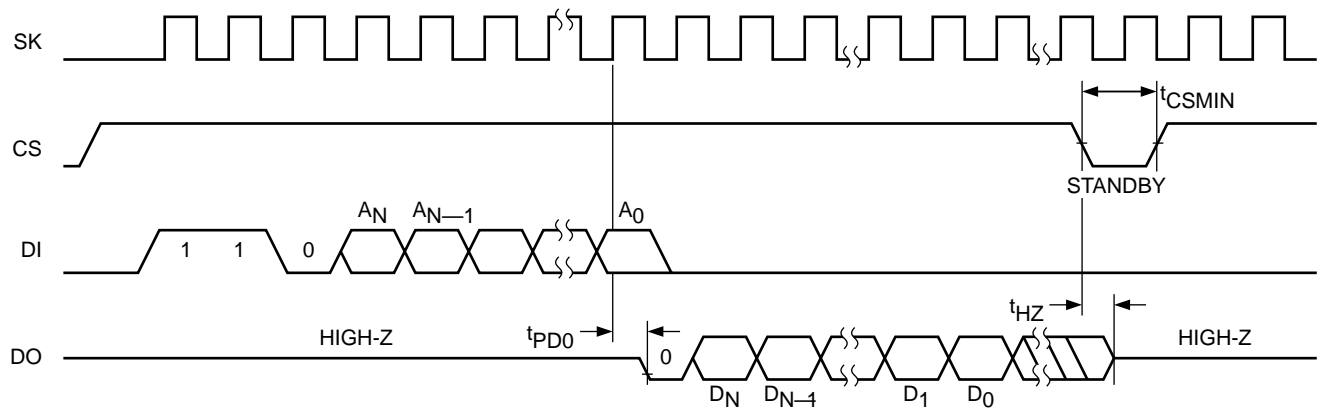 SK
tCSMIN
CS
STANDBY
AN AN—1 A0
DI 1 1 0
tHZ
HIGH-Z tPD0 0 HIGH-Z
DO
DN DN—1 D1 D0